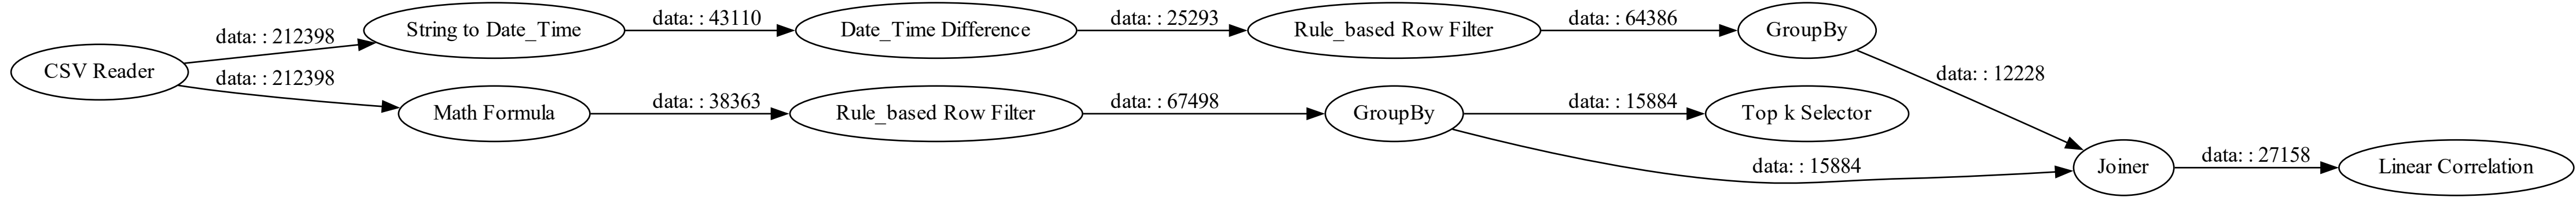 CSV Reader
data: : 212398
data: : 212398
String to Date_Time
data: : 43110
Date_Time Difference
data: : 25293
Rule_based Row Filter
data: : 64386
GroupBy
data: : 12228
Math Formula
data: : 38363
Rule_based Row Filter
data: : 67498
GroupBy
data: : 15884
Top k Selector
data: : 15884
Joiner
data: : 27158
Linear Correlation